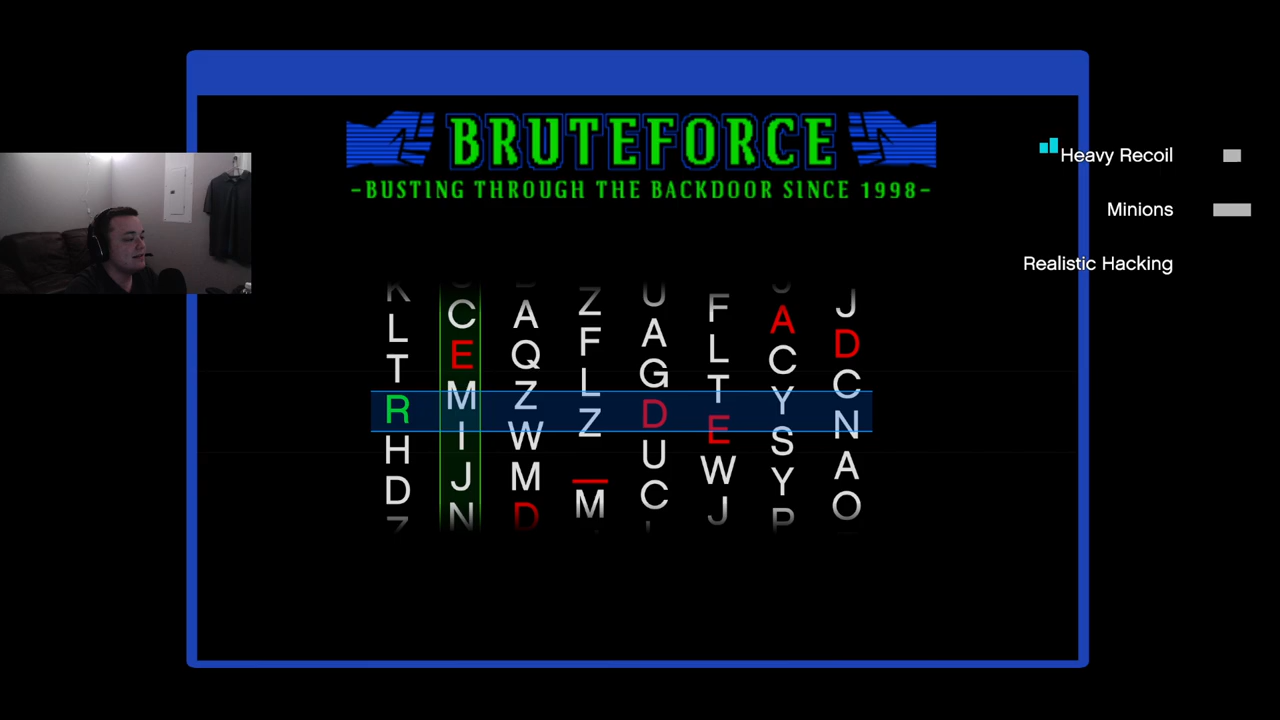 BRUTEFORCE
-BUSTING THROUGH THE BACKDOOR SINCE 1998-
Heavy Recoil
Minions
Realistic Hacking
K C A Z U F A J
L E Q F A L C D
T M Z L G T Y C
R I W Z D E S N
H J M _ U W Y A
D N D M C J P O